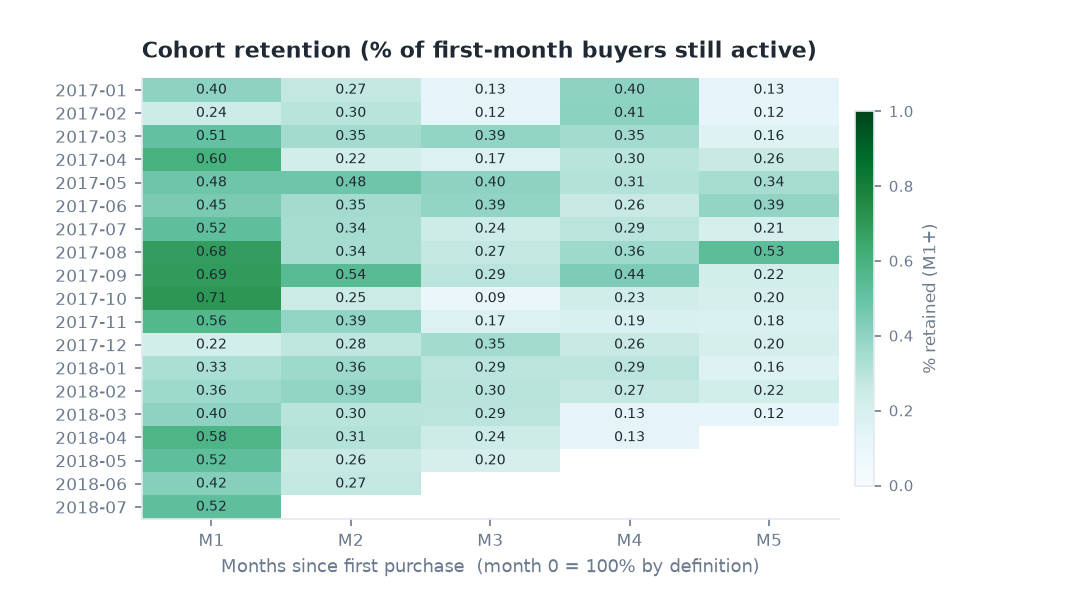 Cohort retention (% of first-month buyers still active)
2017-01 0.40 0.27 0.13 0.40 0.13
2017-02 0.24 0.30 0.12 0.41 0.12
2017-03 0.51 0.35 0.39 0.35 0.16
2017-04 0.60 0.22 0.17 0.30 0.26
2017-05 0.48 0.48 0.40 0.31 0.34
2017-06 0.45 0.35 0.39 0.26 0.39
2017-07 0.52 0.34 0.24 0.29 0.21
2017-08 0.68 0.34 0.27 0.36 0.53
2017-09 0.69 0.54 0.29 0.44 0.22
2017-10 0.71 0.25 0.09 0.23 0.20
2017-11 0.56 0.39 0.17 0.19 0.18
2017-12 0.22 0.28 0.35 0.26 0.20
2018-01 0.33 0.36 0.29 0.29 0.16
2018-02 0.36 0.39 0.30 0.27 0.22
2018-03 0.40 0.30 0.29 0.13 0.12
2018-04 0.58 0.31 0.24 0.13
2018-05 0.52 0.26 0.20
2018-06 0.42 0.27
2018-07 0.52
M1 M2 M3 M4 M5
Months since first purchase  (month 0 = 100% by definition)
1.0
0.8
0.6
0.4
0.2
0.0
% retained (M1+)